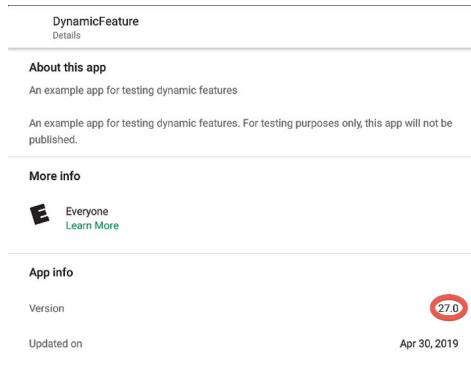 DynamicFeature
Details
About this app
An example app for testing dynamic features
An example app for testing dynamic features. For testing purposes only, this app will not be
published.
More info
E
Everyone
Learn More
App info
Version 27.0
Updated on Apr 30, 2019